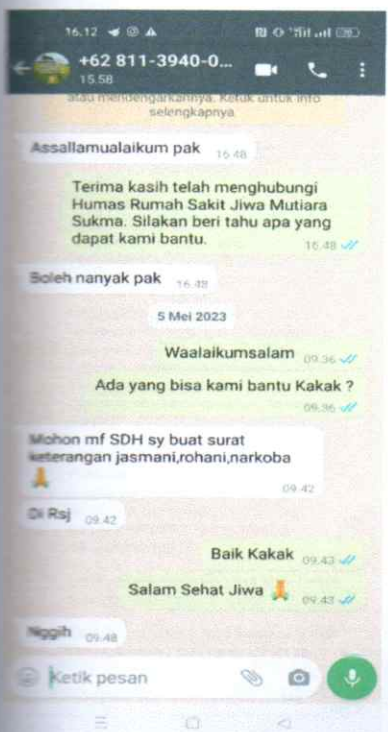 16.12
+62 811-3940-0...
15.58
atau mendengarkannya. Ketuk untuk info
selengkapnya
Assallamualaikum pak 16.48
Terima kasih telah menghubungi
Humas Rumah Sakit Jiwa Mutiara
Sukma. Silakan beri tahu apa yang
dapat kami bantu. 16.48
Boleh nanyak pak 16.48
5 Mei 2023
Waalaikumsalam 09.36
Ada yang bisa kami bantu Kakak ?
09.36
Mohon mf SDH sy buat surat
keterangan jasmani,rohani,narkoba
09.42
Di Rsj 09.42
Baik Kakak 09.43
Salam Sehat Jiwa 09.43
Niggih 09.48
Ketik pesan